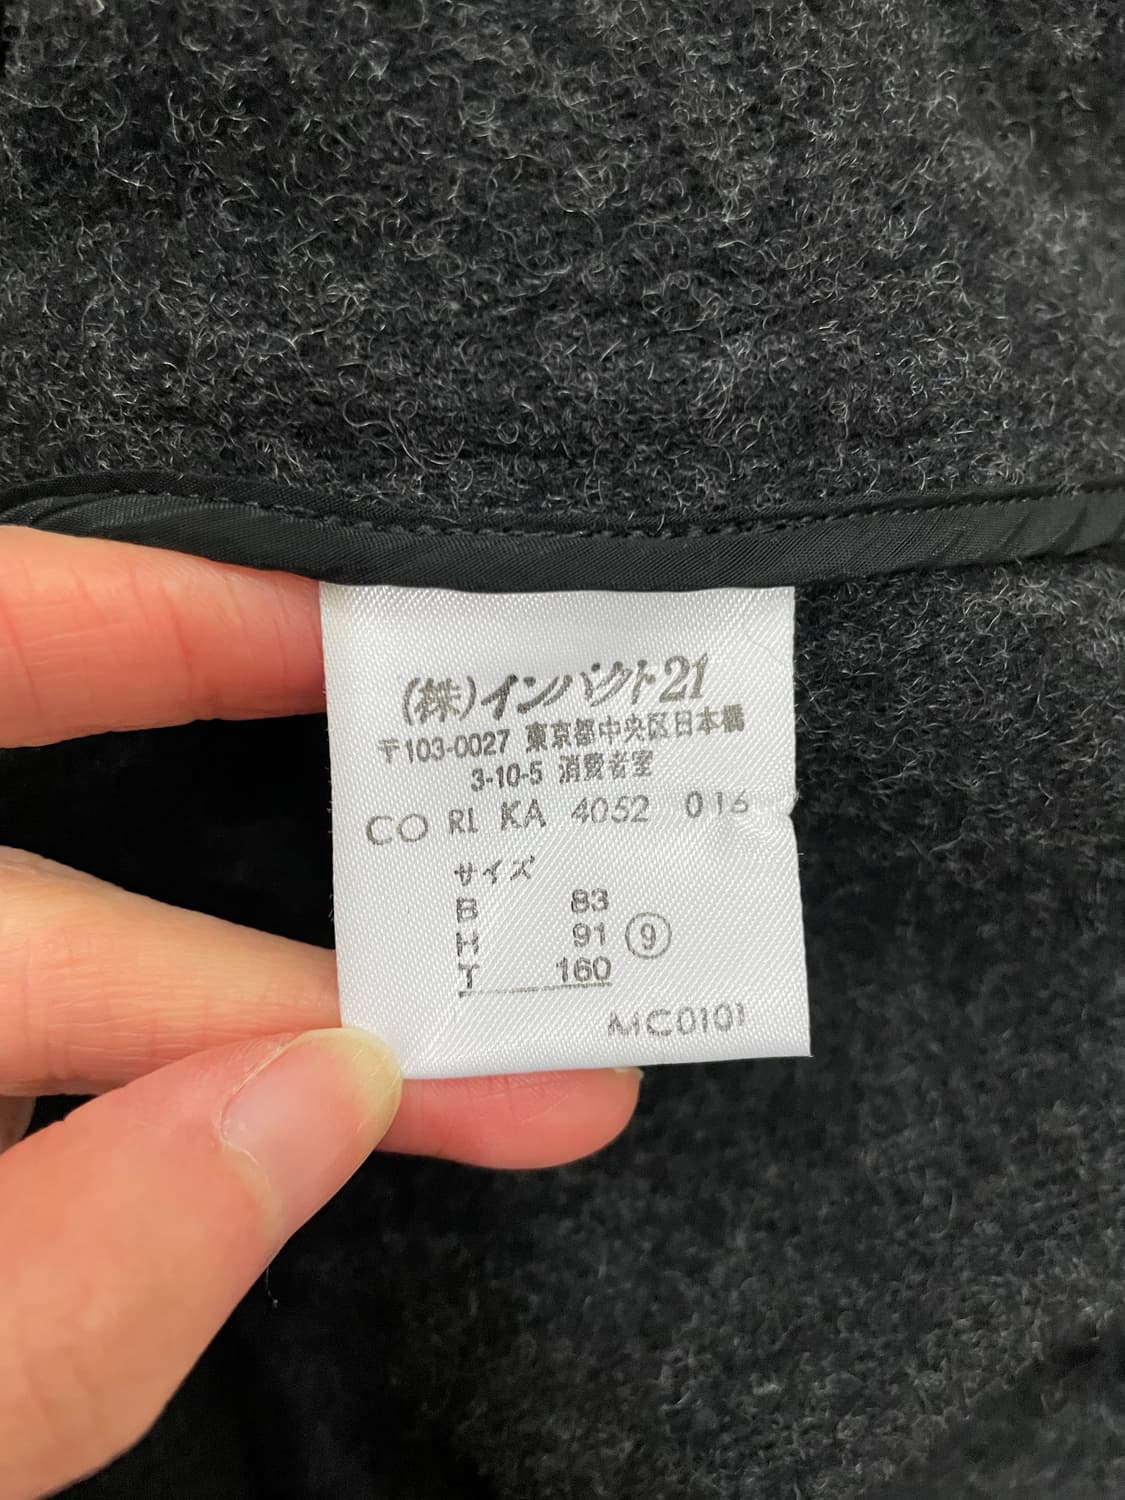 (株)インパクト21
〒103-0027 東京都中央区日本橋
3-10-5 消費者室
CO RL KA 4052 016
サイズ
B 83
H 91 ⑨
T 160
MC0101